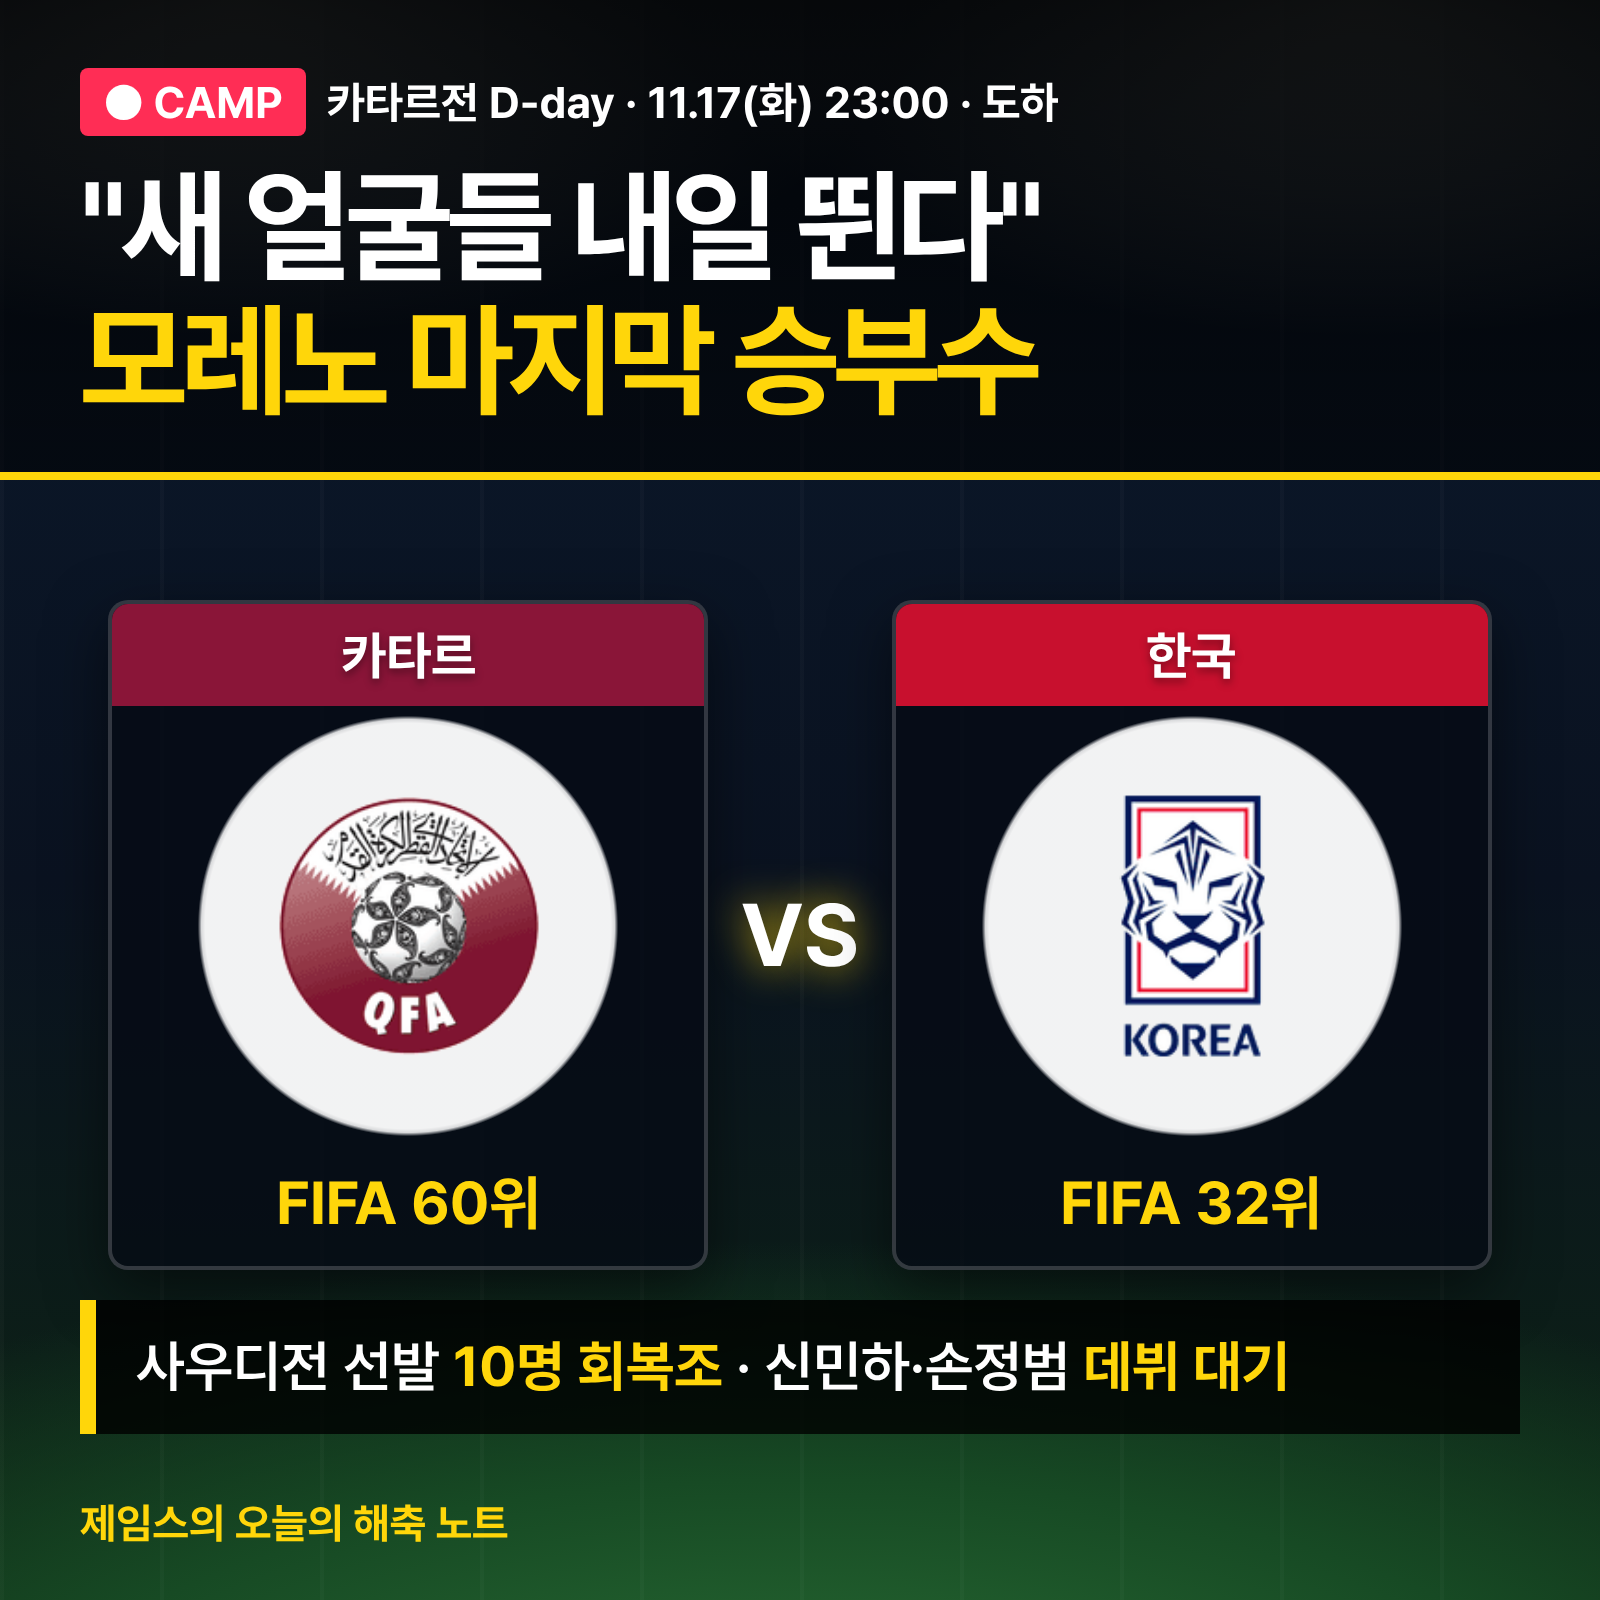 CAMP 카타르전 D-day · 11.17(화) 23:00 · 도하
"새 얼굴들 내일 뛴다"
모레노 마지막 승부수
카타르
한국
QFA
VS
KOREA
FIFA 60위
FIFA 32위
사우디전 선발 10명 회복조 · 신민하·손정범 데뷔 대기
제임스의 오늘의 해축 노트